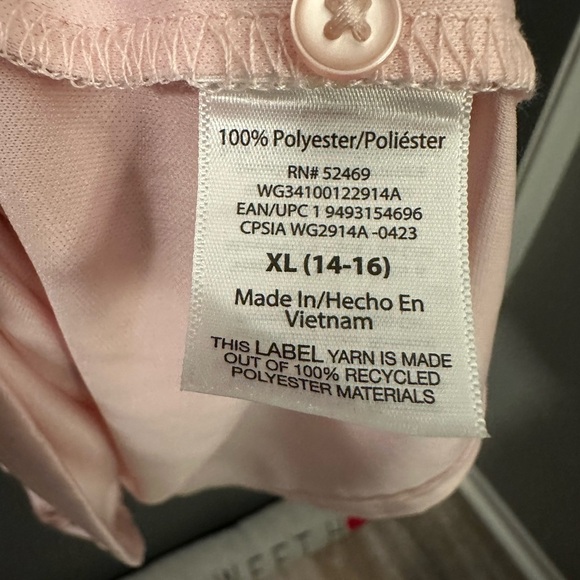 100% Polyester/Poliéster
RN# 52469
WG34100122914A
EAN/UPC 1 9493154696
CPSIA WG2914A -0423
XL (14-16)
Made In/Hecho En
Vietnam
THIS LABEL YARN IS MADE
OUT OF 100% RECYCLED
POLYESTER MATERIALS